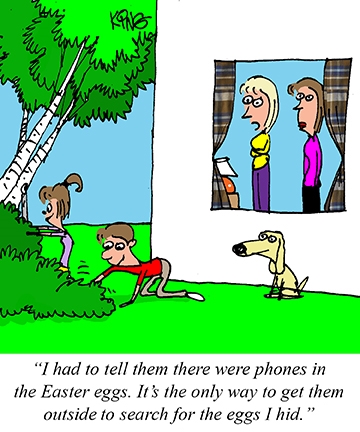 KING
“I had to tell them there were phones in
the Easter eggs. It’s the only way to get them
outside to search for the eggs I hid.”